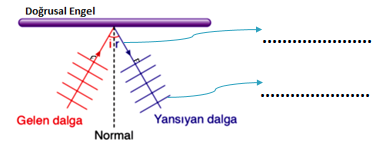 Doğrusal Engel
i r
.....................
.....................
Gelen dalga
Yansıyan dalga
Normal